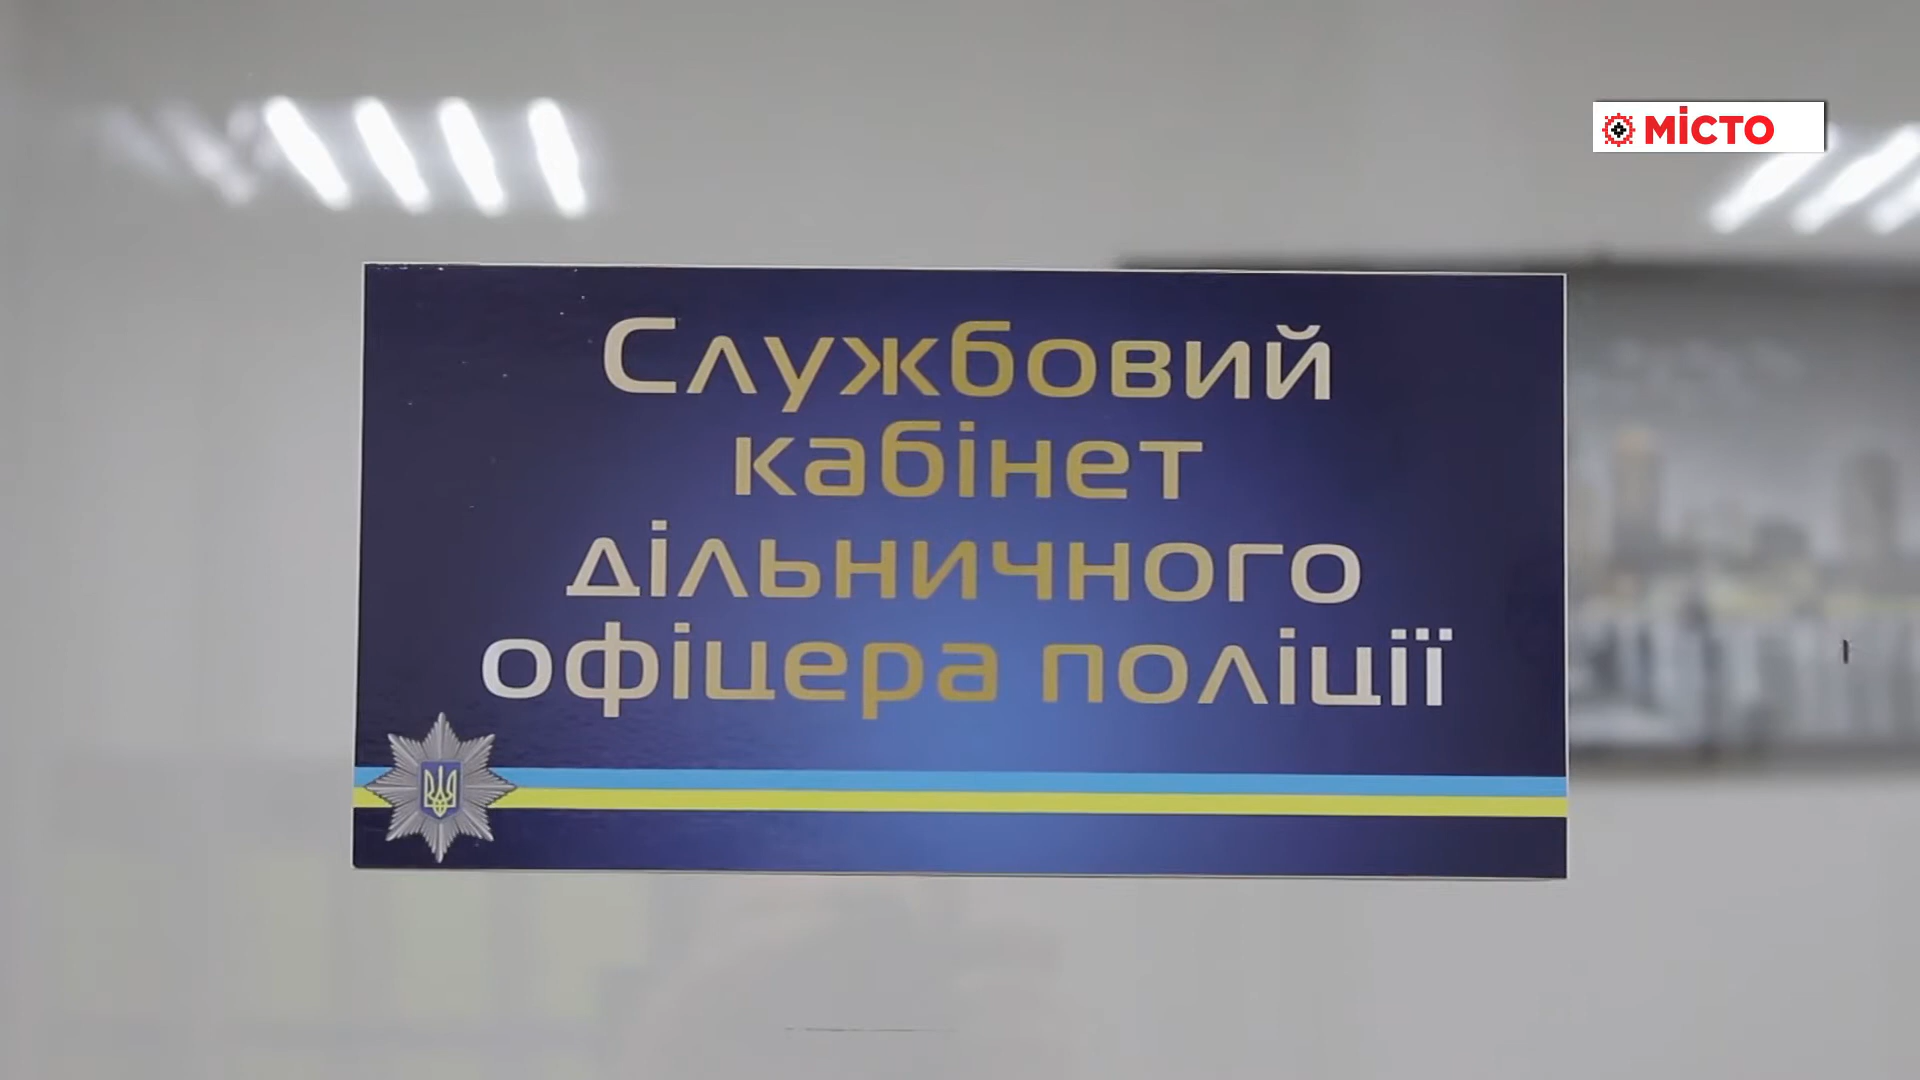 МІСТО
Службовий
кабінет
дільничного
офіцера поліції